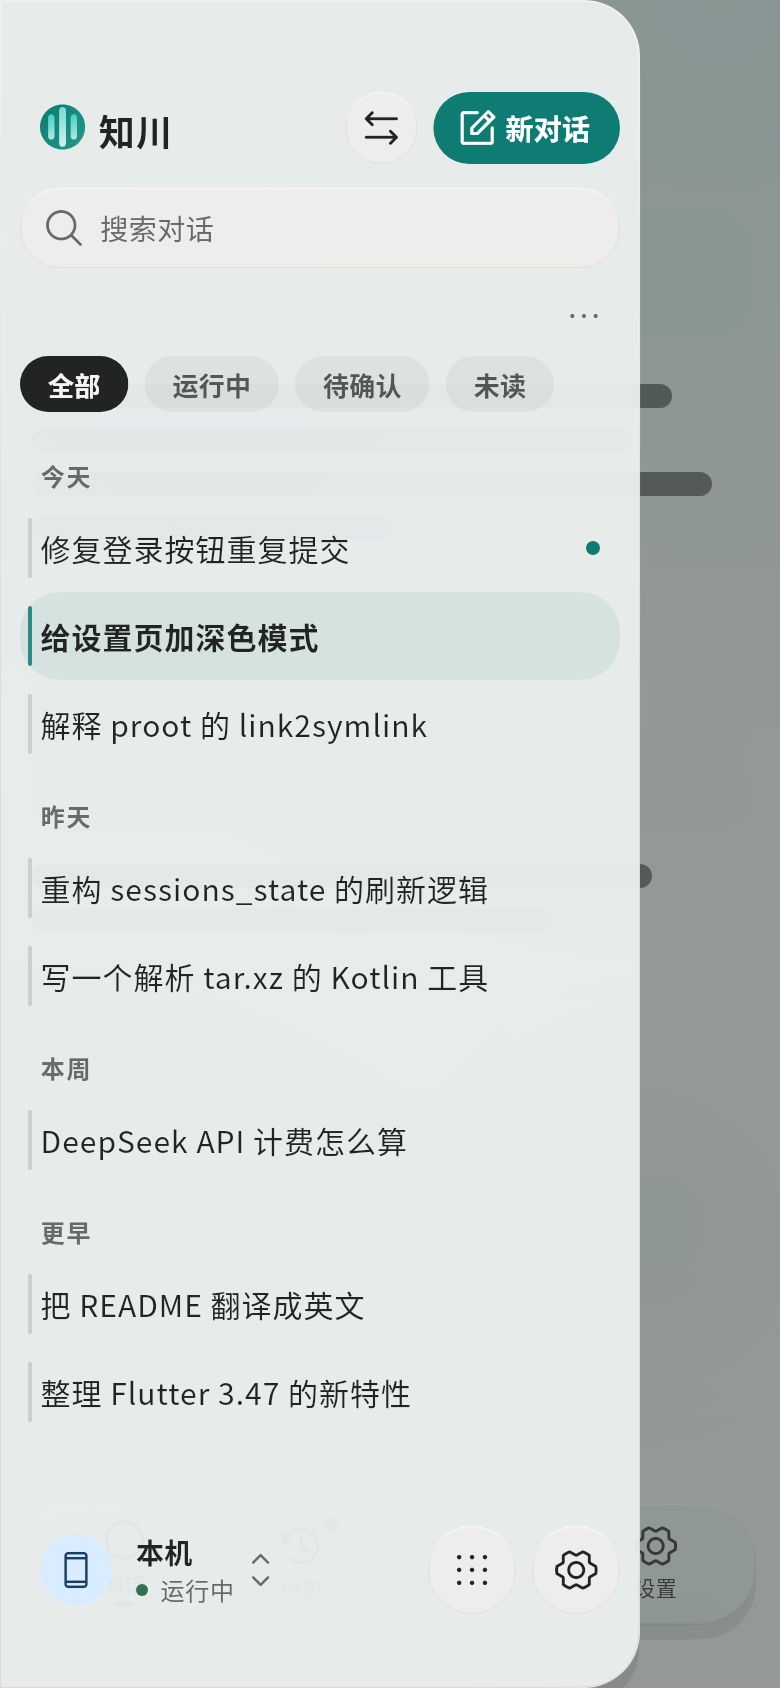 知川
新对话
搜索对话
...
全部 运行中 待确认 未读
今天
修复登录按钮重复提交
给设置页加深色模式
解释 proot 的 link2symlink
昨天
重构 sessions_state 的刷新逻辑
写一个解析 tar.xz 的 Kotlin 工具
本周
DeepSeek API 计费怎么算
更早
把 README 翻译成英文
整理 Flutter 3.47 的新特性
本机
运行中
历史
设置